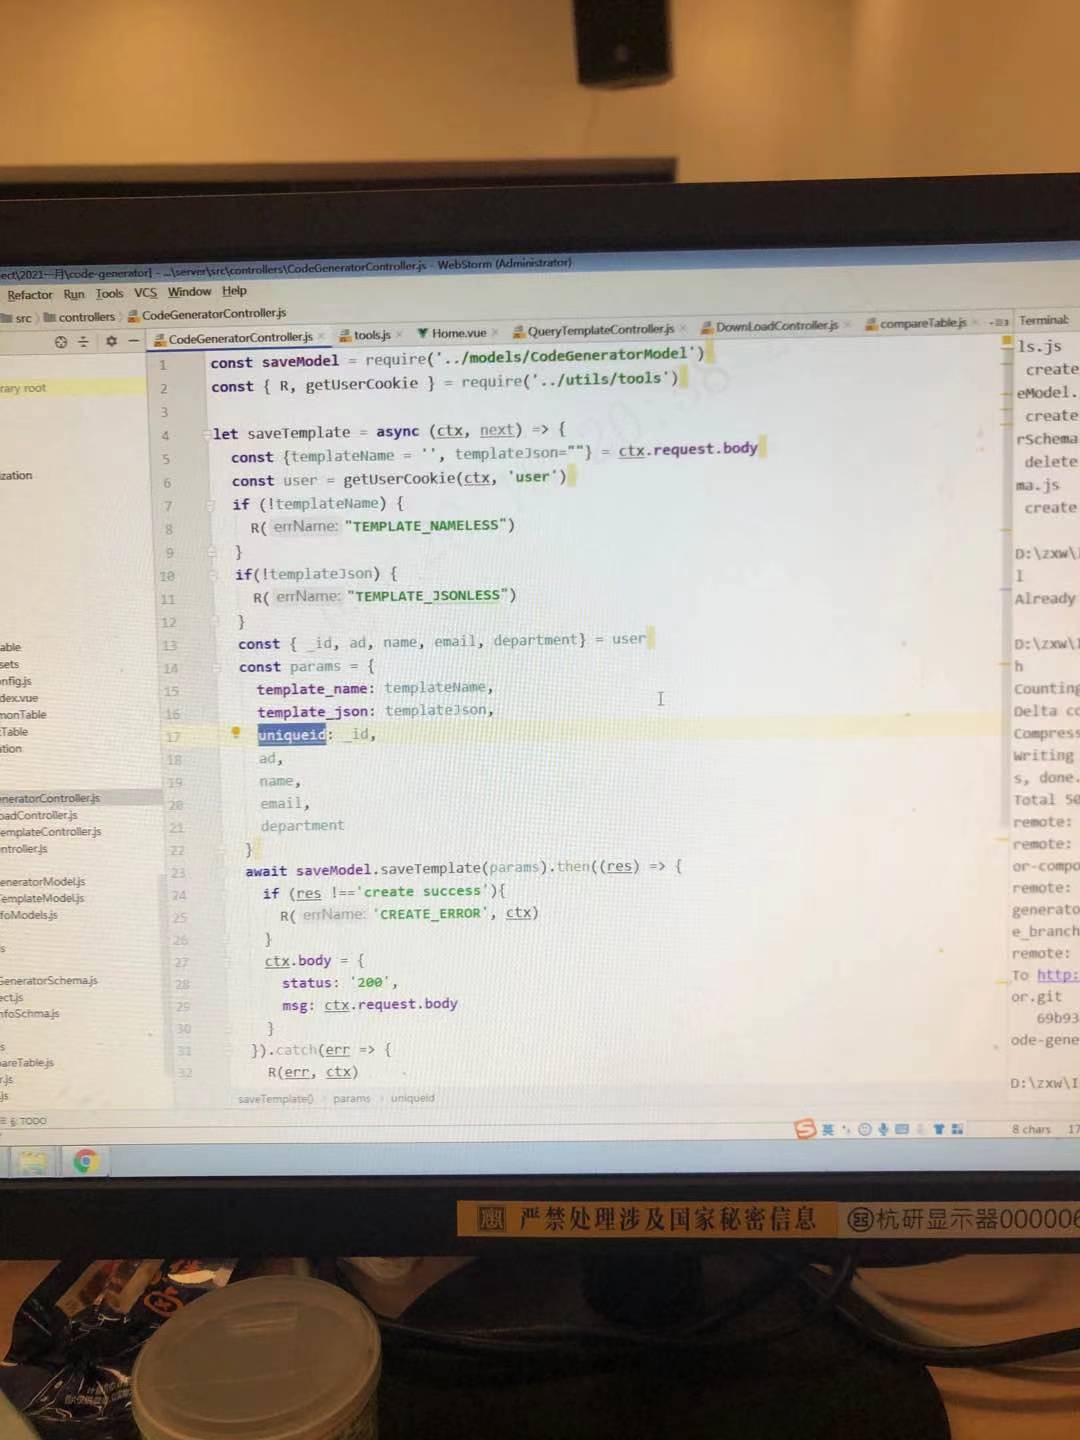 ect\2021一月\code-generator] - ...\server\src\controllers\CodeGeneratorController.js - WebStorm (Administrator)
Refactor Run Tools VCS Window Help
src controllers CodeGeneratorController.js
CodeGeneratorController.js tools.js Home.vue QueryTemplateController.js DownLoadController.js compareTable.js Terminal:
rary root
zation
able
sets
nfig.js
dex.vue
monTable
Table
ation
neratorController.js
oadController.js
emplateController.js
ntroller.js
eneratorModel.js
TemplateModel.js
foModels.js
s
GeneratorSchema.js
ect.js
nfoSchma.js
s
pareTable.js
r.js
.js
1 const saveModel = require('../models/CodeGeneratorModel')
2 const { R, getUserCookie } = require('../utils/tools')
3
4 let saveTemplate = async (ctx, next) => {
5 const {templateName = '', templateJson=""} = ctx.request.body
6 const user = getUserCookie(ctx, 'user')
7 if (!templateName) {
8 R( errName: "TEMPLATE_NAMELESS")
9 }
10 if(!templateJson) {
11 R( errName: "TEMPLATE_JSONLESS")
12 }
13 const { _id, ad, name, email, department} = user
14 const params = {
15 template_name: templateName,
16 template_json: templateJson,
17 uniqueid: _id,
18 ad,
19 name,
20 email,
21 department
22 }
23 await saveModel.saveTemplate(params).then((res) => {
24 if (res !=='create success'){
25 R( errName: 'CREATE_ERROR', ctx)
26 }
27 ctx.body = {
28 status: '200',
29 msg: ctx.request.body
30 }
31 }).catch(err => {
32 R(err, ctx)
saveTemplate() params uniqueid
ls.js
create
eModel.
create
rSchema
delete
ma.js
create
D:\zxw\
l
Already
D:\zxw\
h
Counting
Delta co
Compress
Writing
s, done.
Total 50
remote:
remote:
or-compo
remote:
generato
e_branch
remote:
To http:
or.git
69b93
ode-gene
D:\zxw\I
6: TODO
英
8 chars 17
严禁处理涉及国家秘密信息
杭研显示器000006